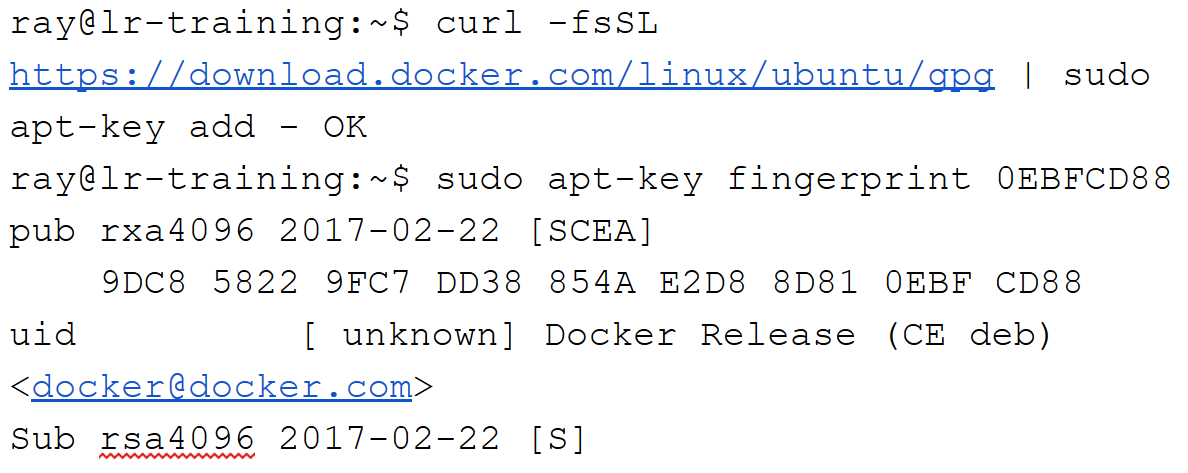 ray@lr-training:~$ curl -fsSL
https://download.docker.com/linux/ubuntu/gpg | sudo
apt-key add - OK
ray@lr-training:~$ sudo apt-key fingerprint 0EBFCD88
pub rxa4096 2017-02-22 [SCEA]
9DC8 5822 9FC7 DD38 854A E2D8 8D81 0EBF CD88
uid [ unknown] Docker Release (CE deb)
<docker@docker.com>
Sub rsa4096 2017-02-22 [S]